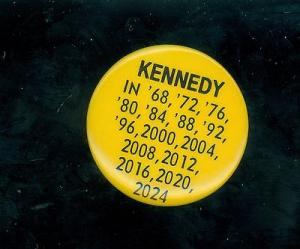 KENNEDY
IN '68, '72, '76,
'80, '84, '88, '92,
'96, 2000, 2004,
2008, 2012,
2016, 2020,
2024